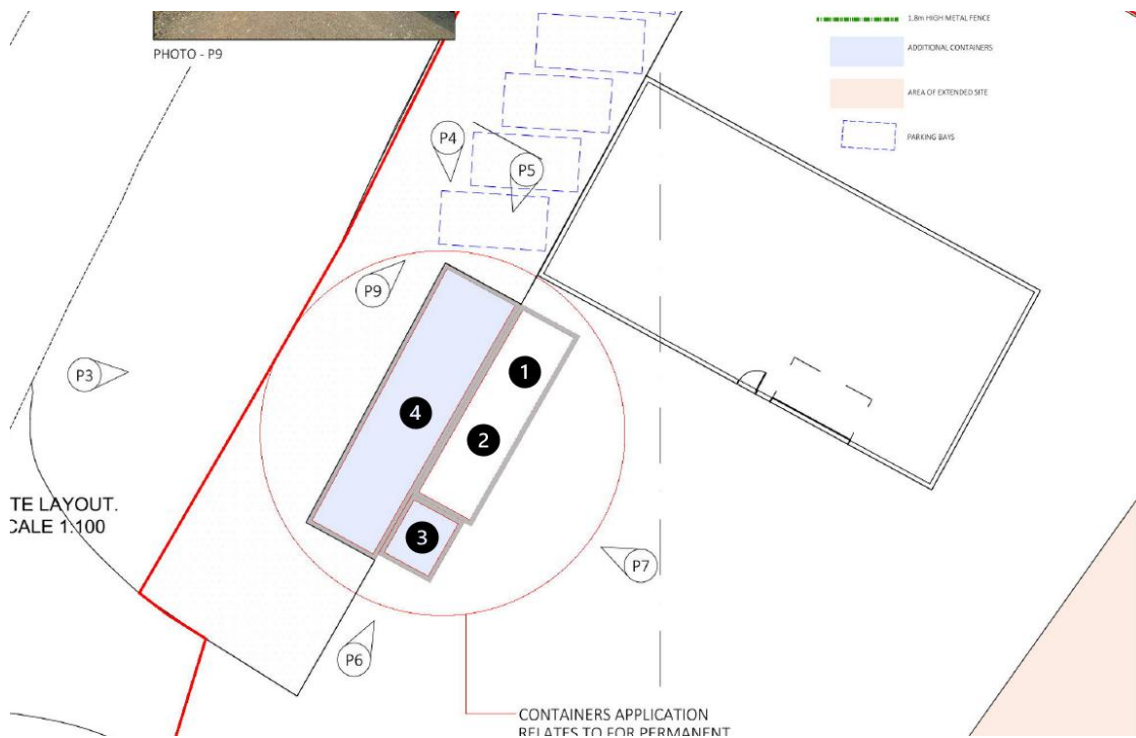 PHOTO - P9
1.8m HIGH METAL FENCE
ADDITIONAL CONTAINERS
AREA OF EXTENDED SITE
PARKING BAYS
P4
P5
P9
P3
1
4
2
3
TE LAYOUT.
CALE 1:100
P7
P6
CONTAINERS APPLICATION
RELATES TO FOR PERMANENT